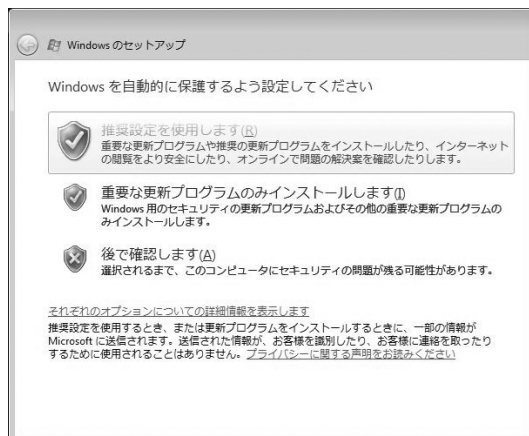 Windows のセットアップ
Windows を自動的に保護するよう設定してください
推奨設定を使用します(R)
重要な更新プログラムや推奨の更新プログラムをインストールしたり、インターネット
の閲覧をより安全にしたり、オンラインで問題の解決案を確認したりします。
重要な更新プログラムのみインストールします(I)
Windows 用のセキュリティの更新プログラムおよびその他の重要な更新プログラムの
みインストールします。
後で確認します(A)
選択されるまで、このコンピュータにセキュリティの問題が残る可能性があります。
それぞれのオプションについての詳細情報を表示します
推奨設定を使用するとき、または更新プログラムをインストールするときに、一部の情報が
Microsoft に送信されます。送信された情報が、お客様を識別したり、お客様に連絡を取ったり
するために使用されることはありません。プライバシーに関する声明をお読みください